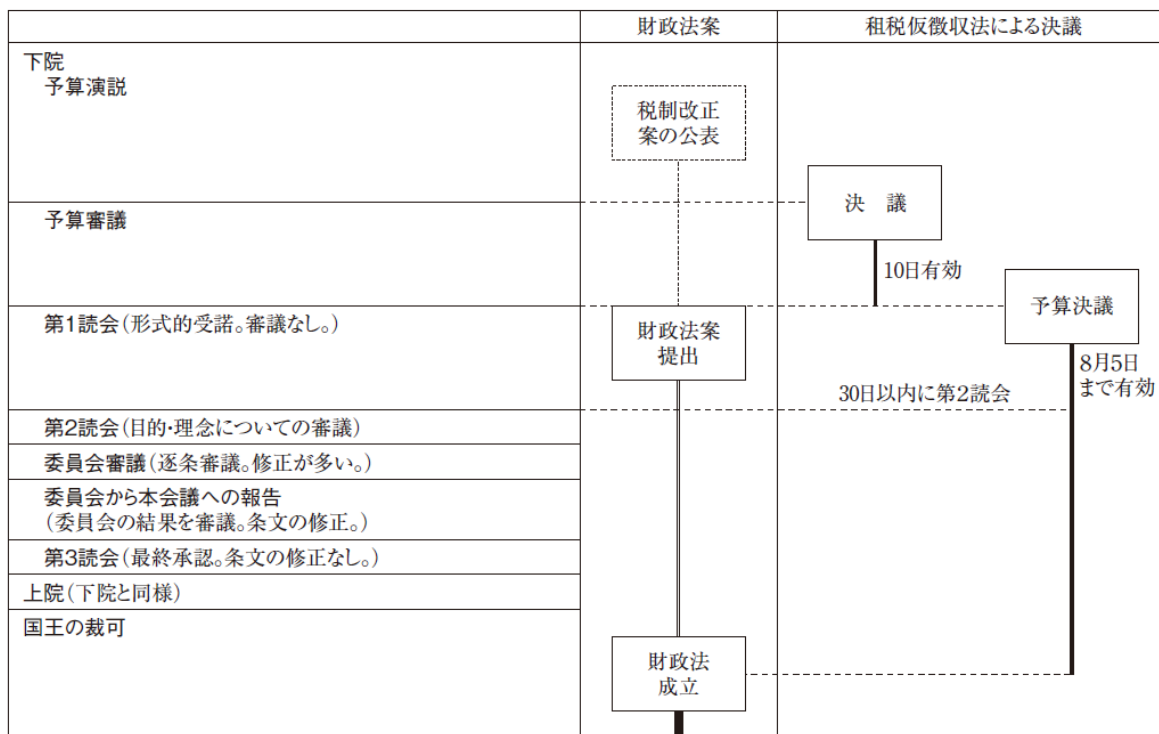 財政法案
租税仮徴収法による決議
下院
予算演説
税制改正
案の公表
決 議
予算審議
10日有効
予算決議
第1読会(形式的受諾。審議なし。)
財政法案
提出
8月5日
まで有効
30日以内に第2読会
第2読会(目的・理念についての審議)
委員会審議(逐条審議。修正が多い。)
委員会から本会議への報告
(委員会の結果を審議。条文の修正。)
第3読会(最終承認。条文の修正なし。)
上院(下院と同様)
国王の裁可
財政法
成立